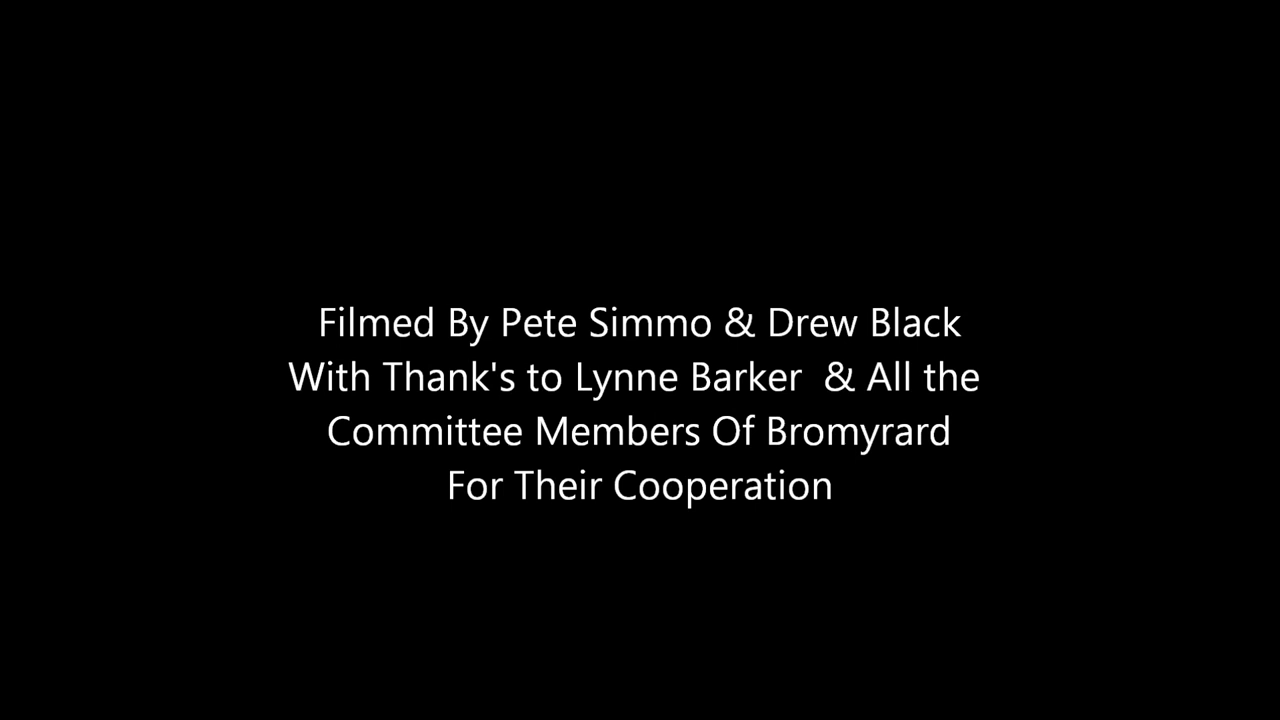 Filmed By Pete Simmo & Drew Black
With Thank's to Lynne Barker  & All the
Committee Members Of Bromyrard
For Their Cooperation